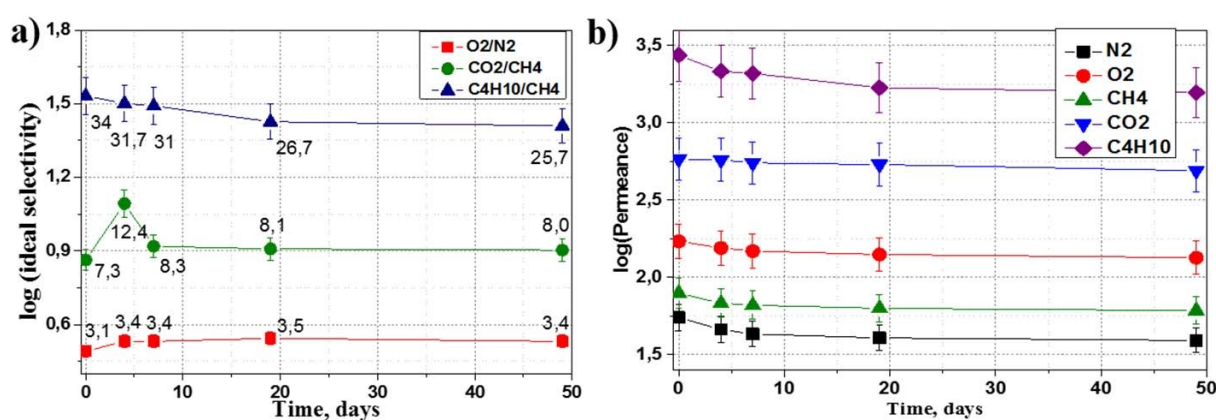 a)
log (ideal selectivity)
1,8
1,5
1,2
0,9
0,6
O2/N2
CO2/CH4
C4H10/CH4
34
31,7
31
26,7
25,7
7,3
12,4
8,3
8,1
8,0
3,1
3,4
3,4
3,5
3,4
0 10 20 30 40 50
Time, days
b)
log(Permeance)
3,5
3,0
2,5
2,0
1,5
N2
O2
CH4
CO2
C4H10
0 10 20 30 40 50
Time, days